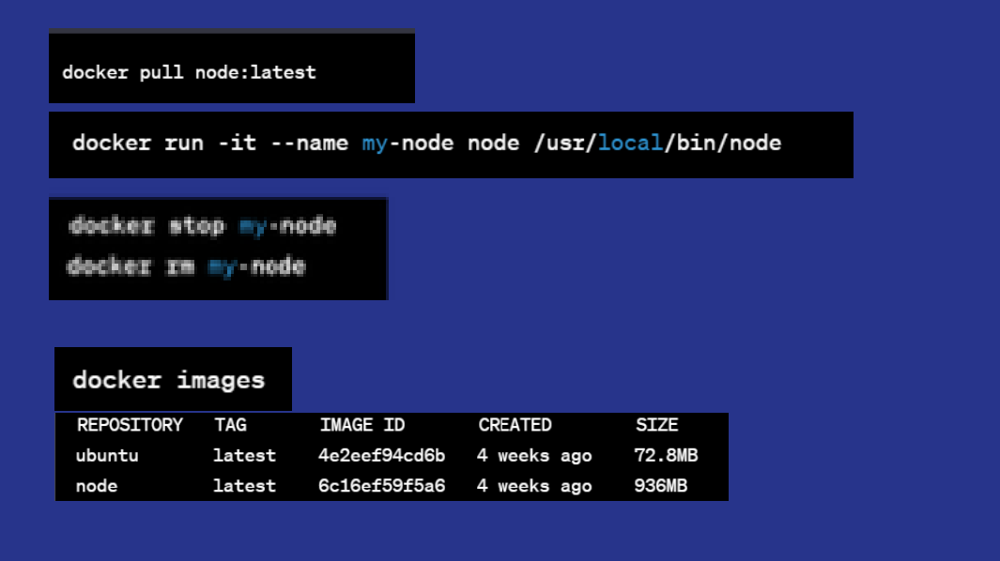 docker pull node:latest
docker run -it --name my-node node /usr/local/bin/node
docker stop my-node
docker rm my-node
docker images
REPOSITORY TAG IMAGE ID CREATED SIZE
ubuntu latest 4e2eef94cd6b 4 weeks ago 72.8MB
node latest 6c16ef59f5a6 4 weeks ago 936MB